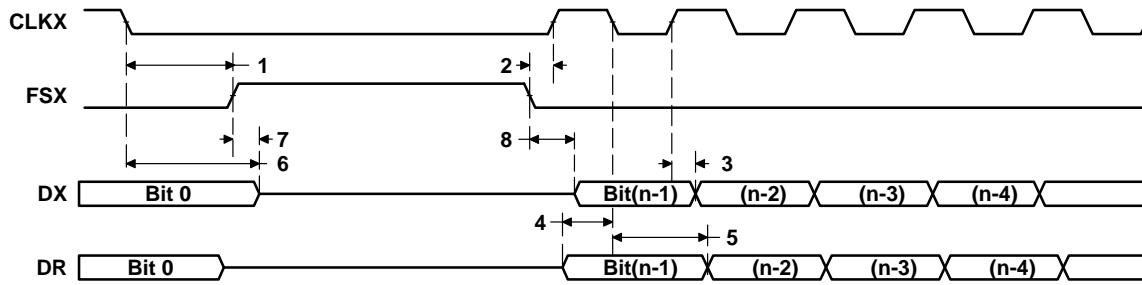 CLKX
1
2
FSX
7
8
6
3
DX
Bit 0
Bit(n-1)
(n-2)
(n-3)
(n-4)
4
5
DR
Bit 0
Bit(n-1)
(n-2)
(n-3)
(n-4)